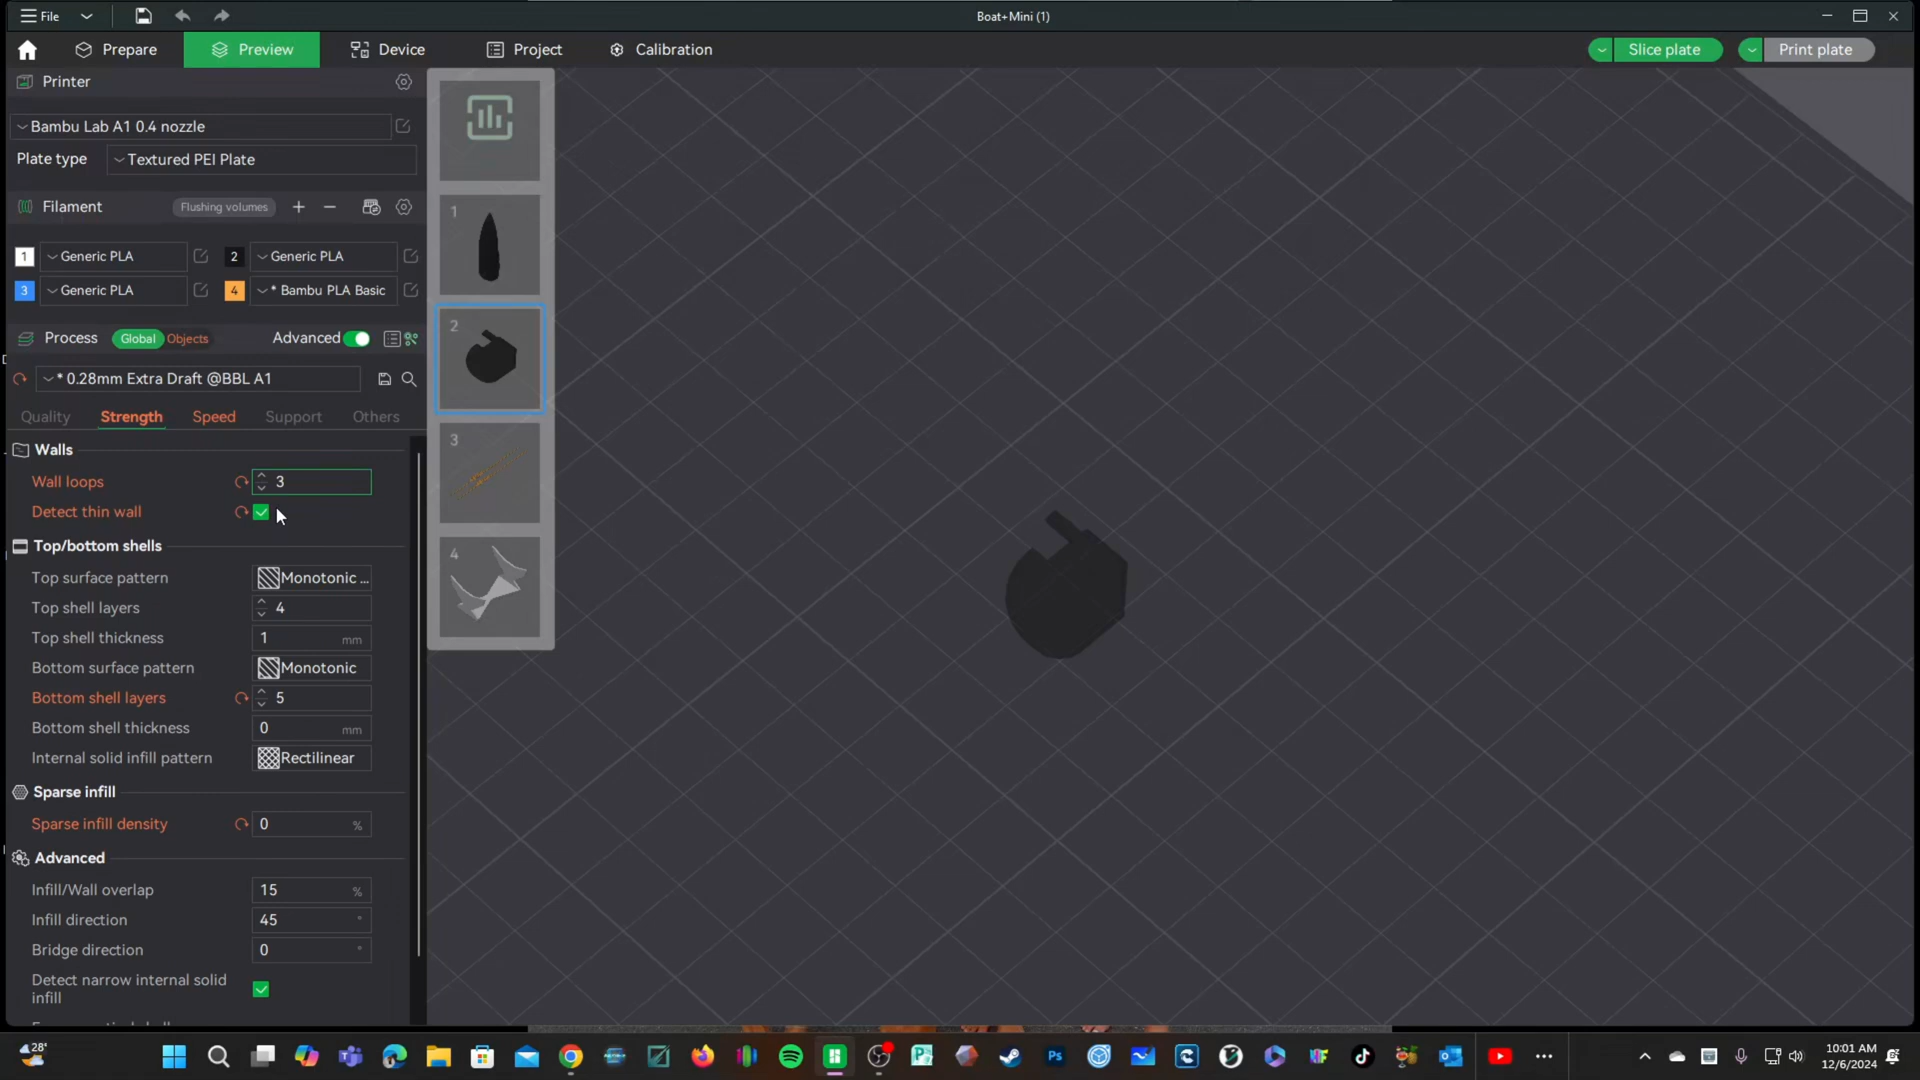 File
Boat+Mini (1)
Prepare
Preview
Device
Project
Calibration
Slice plate
Print plate
Printer
Bambu Lab A1 0.4 nozzle
Plate type
Textured PEI Plate
Filament
Flushing volumes
1 Generic PLA
2 Generic PLA
3 Generic PLA
4 * Bambu PLA Basic
Process
Global
Objects
Advanced
* 0.28mm Extra Draft @BBL A1
Quality
Strength
Speed
Support
Others
Walls
Wall loops 3
Detect thin wall
Top/bottom shells
Top surface pattern Monotonic ...
Top shell layers 4
Top shell thickness 1 mm
Bottom surface pattern Monotonic
Bottom shell layers 5
Bottom shell thickness 0 mm
Internal solid infill pattern Rectilinear
Sparse infill
Sparse infill density 0 %
Advanced
Infill/Wall overlap 15 %
Infill direction 45 °
Bridge direction 0 °
Detect narrow internal solid
infill
1
2
3
4
28°
10:01 AM
12/6/2024